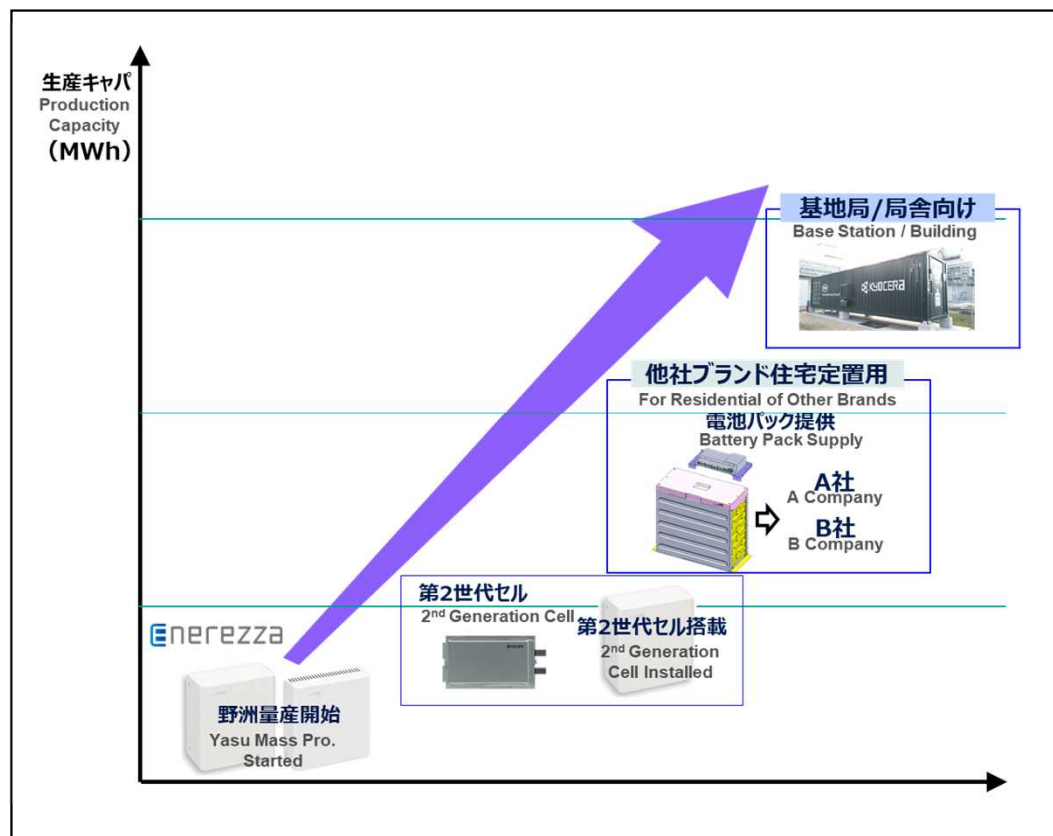 生産キャパ
Production
Capacity
（MWh）
基地局/局舎向け
Base Station / Building
KYOCERA
他社ブランド住宅定置用
For Residential of Other Brands
電池パック提供
Battery Pack Supply
A社
A Company
B社
B Company
第2世代セル
2nd Generation Cell
第2世代セル搭載
2nd Generation
Cell Installed
Enerezza
野洲量産開始
Yasu Mass Pro.
Started